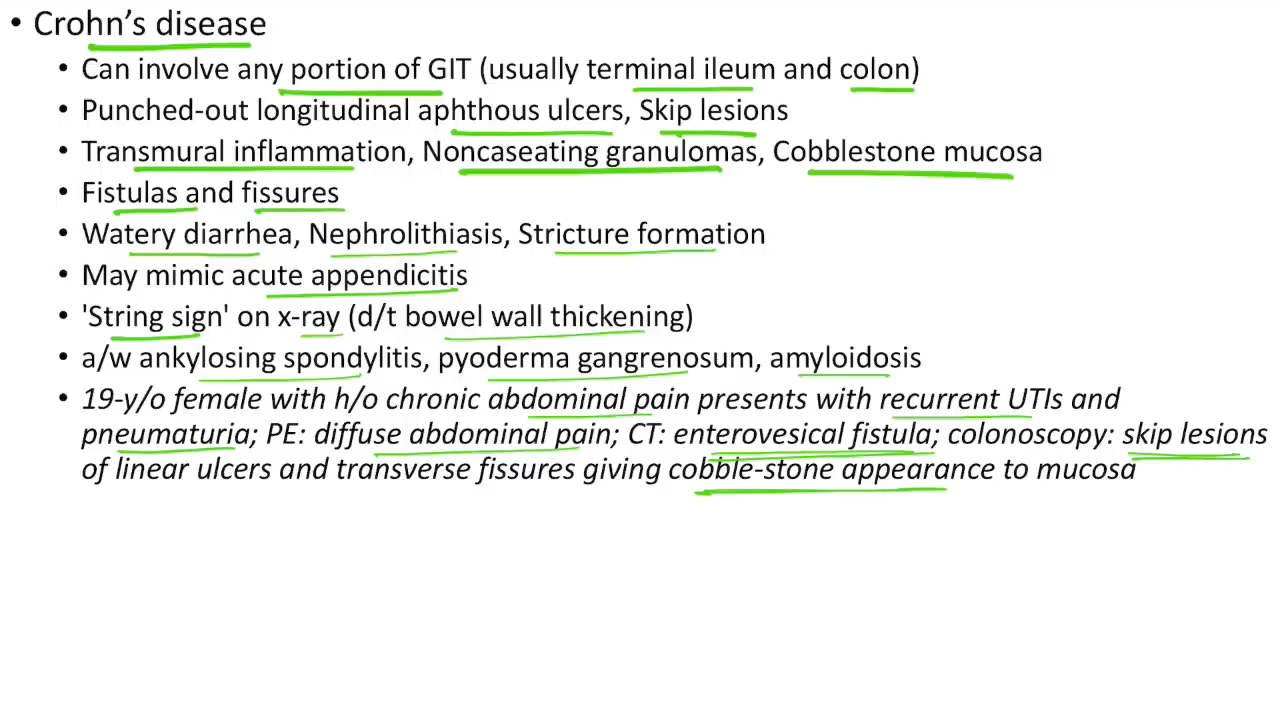 • Crohn’s disease
• Can involve any portion of GIT (usually terminal ileum and colon)
• Punched-out longitudinal aphthous ulcers, Skip lesions
• Transmural inflammation, Noncaseating granulomas, Cobblestone mucosa
• Fistulas and fissures
• Watery diarrhea, Nephrolithiasis, Stricture formation
• May mimic acute appendicitis
• 'String sign' on x-ray (d/t bowel wall thickening)
• a/w ankylosing spondylitis, pyoderma gangrenosum, amyloidosis
• 19-y/o female with h/o chronic abdominal pain presents with recurrent UTIs and
pneumaturia; PE: diffuse abdominal pain; CT: enterovesical fistula; colonoscopy: skip lesions
of linear ulcers and transverse fissures giving cobble-stone appearance to mucosa